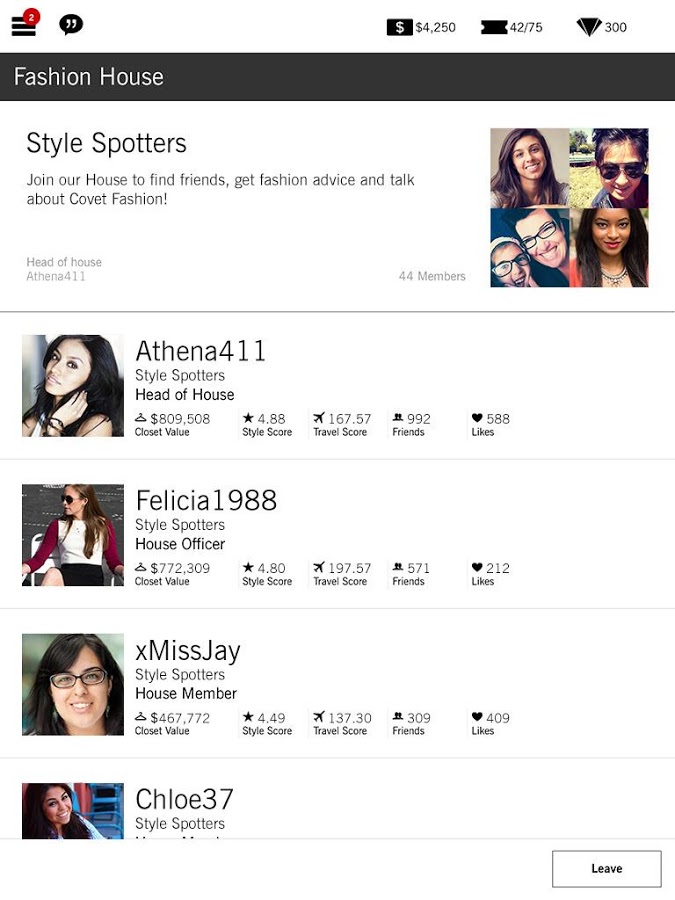 2
$ $4,250 42/75 300
Fashion House
Style Spotters
Join our House to find friends, get fashion advice and talk
about Covet Fashion!
Head of house
Athena411
44 Members
Athena411
Style Spotters
Head of House
$809,508 4.88 167.57 992 588
Closet Value Style Score Travel Score Friends Likes
Felicia1988
Style Spotters
House Officer
$772,309 4.80 197.57 571 212
Closet Value Style Score Travel Score Friends Likes
xMissJay
Style Spotters
House Member
$467,772 4.49 137.30 309 409
Closet Value Style Score Travel Score Friends Likes
Chloe37
Style Spotters
Leave